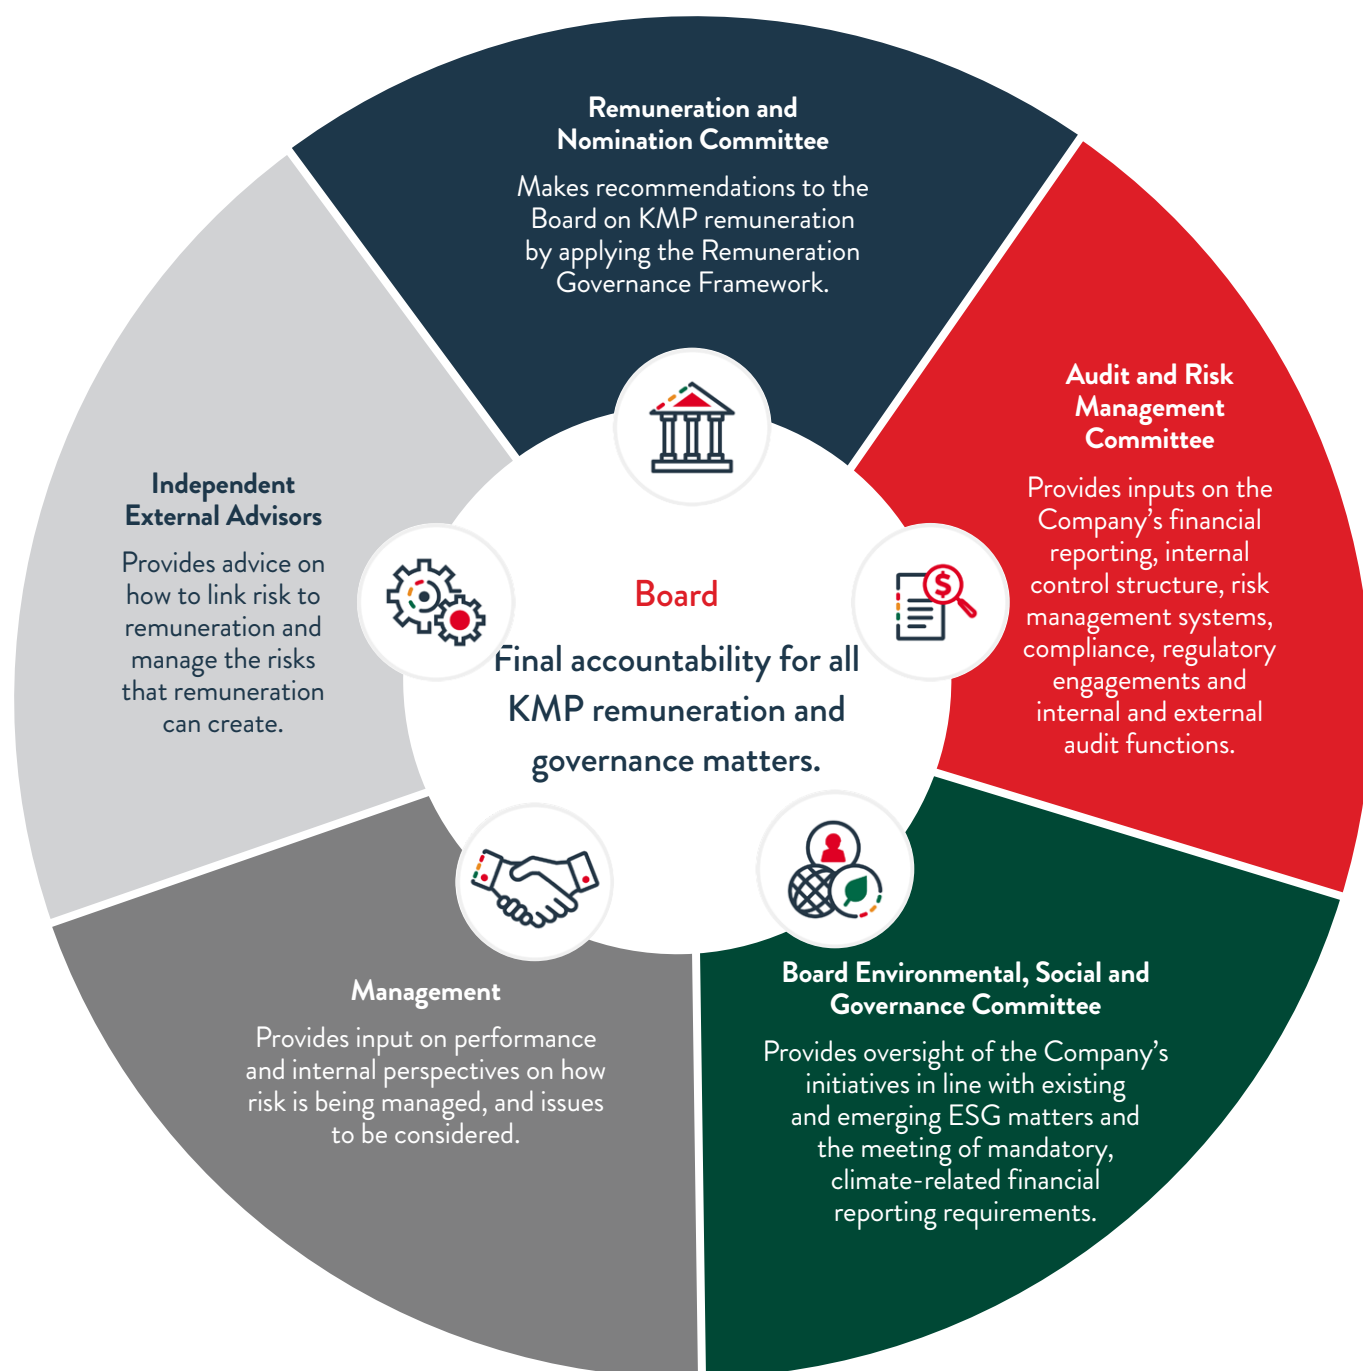 Remuneration and
Nomination Committee
Makes recommendations to the
Board on KMP remuneration
by applying the Remuneration
Governance Framework.
Audit and Risk
Management
Committee
Provides inputs on the
Company's financial
reporting, internal
control structure, risk
management systems,
compliance, regulatory
engagements and
internal and external
audit functions.
Board Environmental, Social and
Governance Committee
Provides oversight of the Company's
initiatives in line with existing
and emerging ESG matters and
the meeting of mandatory,
climate-related financial
reporting requirements.
Management
Provides input on performance
and internal perspectives on how
risk is being managed, and issues
to be considered.
Independent
External Advisors
Provides advice on
how to link risk to
remuneration and
manage the risks
that remuneration
can create.
Board
Final accountability for all
KMP remuneration and
governance matters.
$